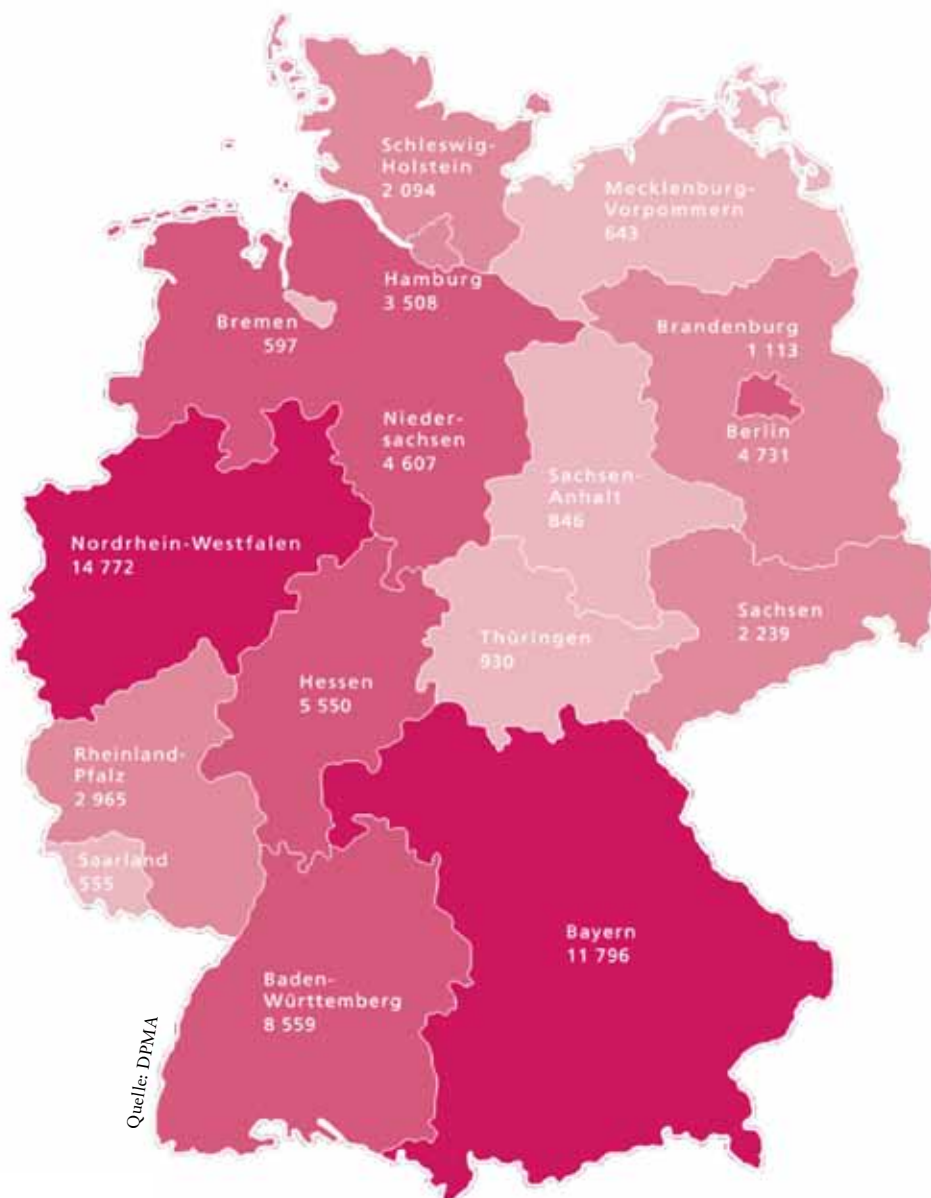 Schleswig-
Holstein
2 094
Mecklenburg-
Vorpommern
643
Hamburg
3 508
Bremen
597
Brandenburg
1 113
Berlin
4 731
Nieder-
sachsen
4 607
Sachsen-
Anhalt
846
Nordrhein-Westfalen
14 772
Sachsen
2 239
Thüringen
930
Hessen
5 550
Rheinland-
Pfalz
2 965
Saarland
555
Bayern
11 796
Baden-
Württemberg
8 559
Quelle: DPMA